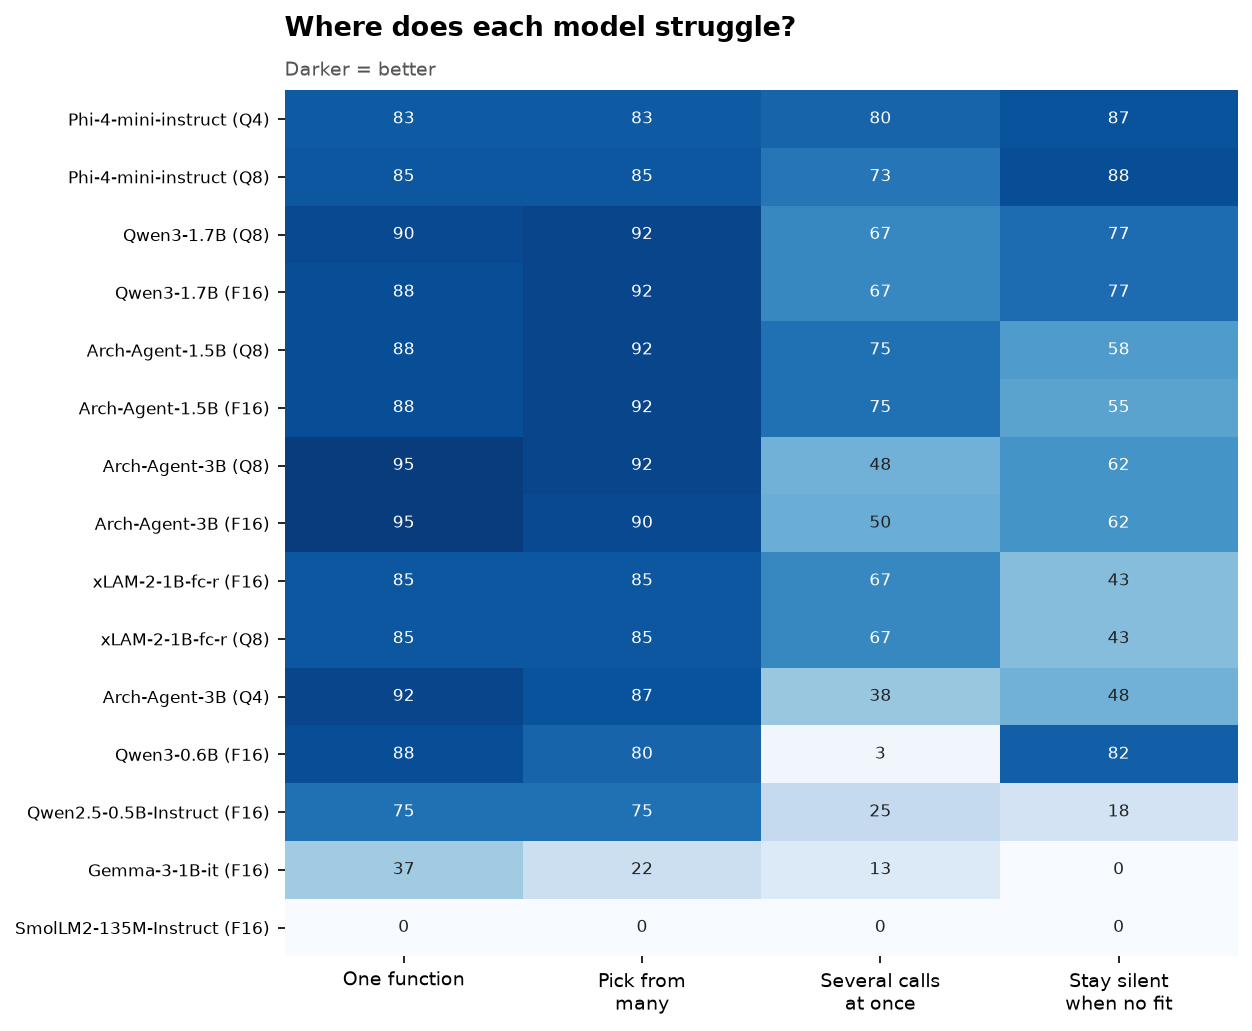 Where does each model struggle?
Darker = better
Phi-4-mini-instruct (Q4) 83 83 80 87
Phi-4-mini-instruct (Q8) 85 85 73 88
Qwen3-1.7B (Q8) 90 92 67 77
Qwen3-1.7B (F16) 88 92 67 77
Arch-Agent-1.5B (Q8) 88 92 75 58
Arch-Agent-1.5B (F16) 88 92 75 55
Arch-Agent-3B (Q8) 95 92 48 62
Arch-Agent-3B (F16) 95 90 50 62
xLAM-2-1B-fc-r (F16) 85 85 67 43
xLAM-2-1B-fc-r (Q8) 85 85 67 43
Arch-Agent-3B (Q4) 92 87 38 48
Qwen3-0.6B (F16) 88 80 3 82
Qwen2.5-0.5B-Instruct (F16) 75 75 25 18
Gemma-3-1B-it (F16) 37 22 13 0
SmolLM2-135M-Instruct (F16) 0 0 0 0
One function Pick from Several calls Stay silent
many at once when no fit